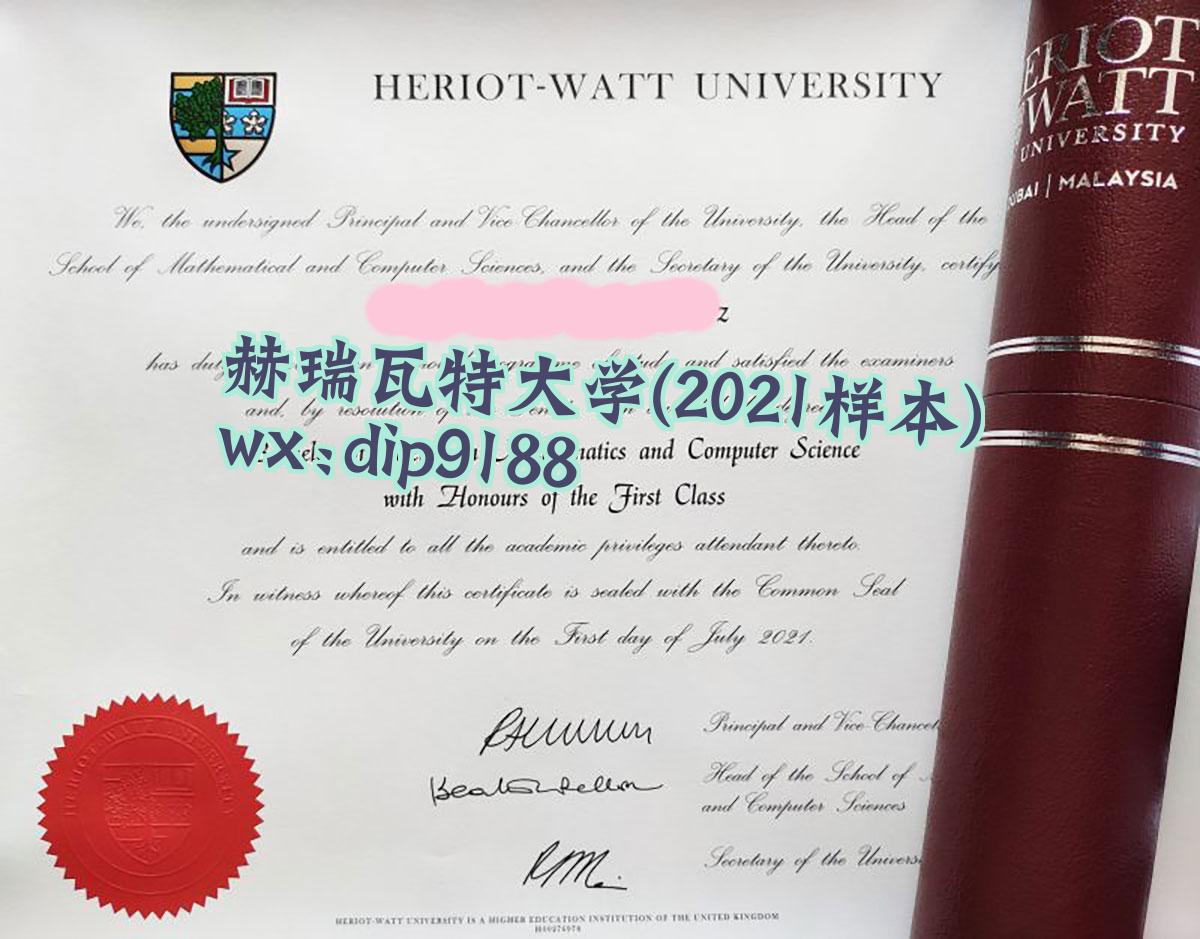 HERIOT-WATT UNIVERSITY
We, the undersigned Principal and Vice-Chancellor of the University, the Head of the
School of Mathematical and Computer Sciences, and the Secretary of the University, certify
z
has and satisfied the examiners
and, by resolution of
and Computer Science
with Honours of the First Class
and is entitled to all the academic privileges attendant thereto.
In witness whereof this certificate is sealed with the Common Seal
of the University on the First day of July 2021.
赫瑞瓦特大学(2021样本)
wx:dip9188
Principal and
Head of the School of
and Computer Sciences
Secretary of the
HERIOT-WATT UNIVERSITY IS A HIGHER EDUCATION INSTITUTION OF THE UNITED KINGDOM
H00276978
HERIOT
WATT
UNIVERSITY
DUBAI | MALAYSIA